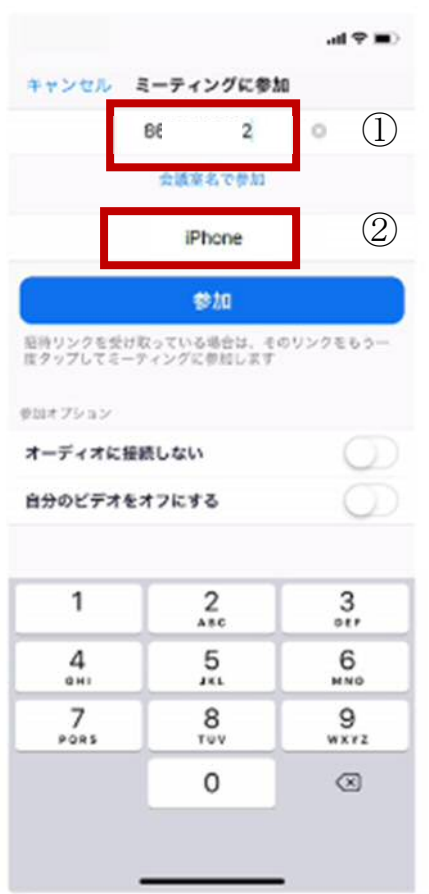 キャンセル ミーティングに参加
86 2 ①
会議室名で参加
iPhone ②
参加
招待リンクを受け取っている場合は、そのリンクをもう一
度タップしてミーティングに参加します
参加オプション
オーディオに接続しない
自分のビデオをオフにする
1 2 3
ABC DEF
4 5 6
GHI JKL MNO
7 8 9
PQRS TUV WXYZ
0